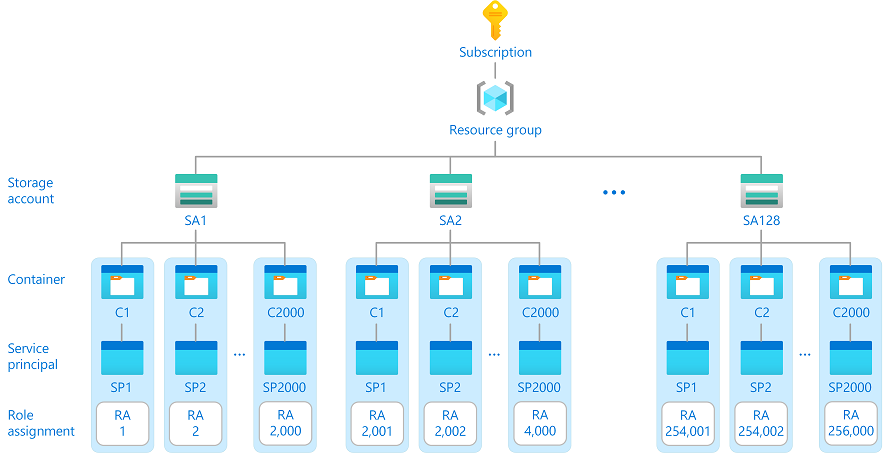 Subscription
Resource group
Storage
account
SA1
SA2
...
SA128
Container
C1
C2
C2000
C1
C2
C2000
C1
C2
C2000
Service
principal
SP1
SP2
...
SP2000
SP1
SP2
...
SP2000
SP1
SP2
...
SP2000
Role
assignment
RA
1
RA
2
RA
2,000
RA
2,001
RA
2,002
RA
4,000
RA
254,001
RA
254,002
RA
256,000